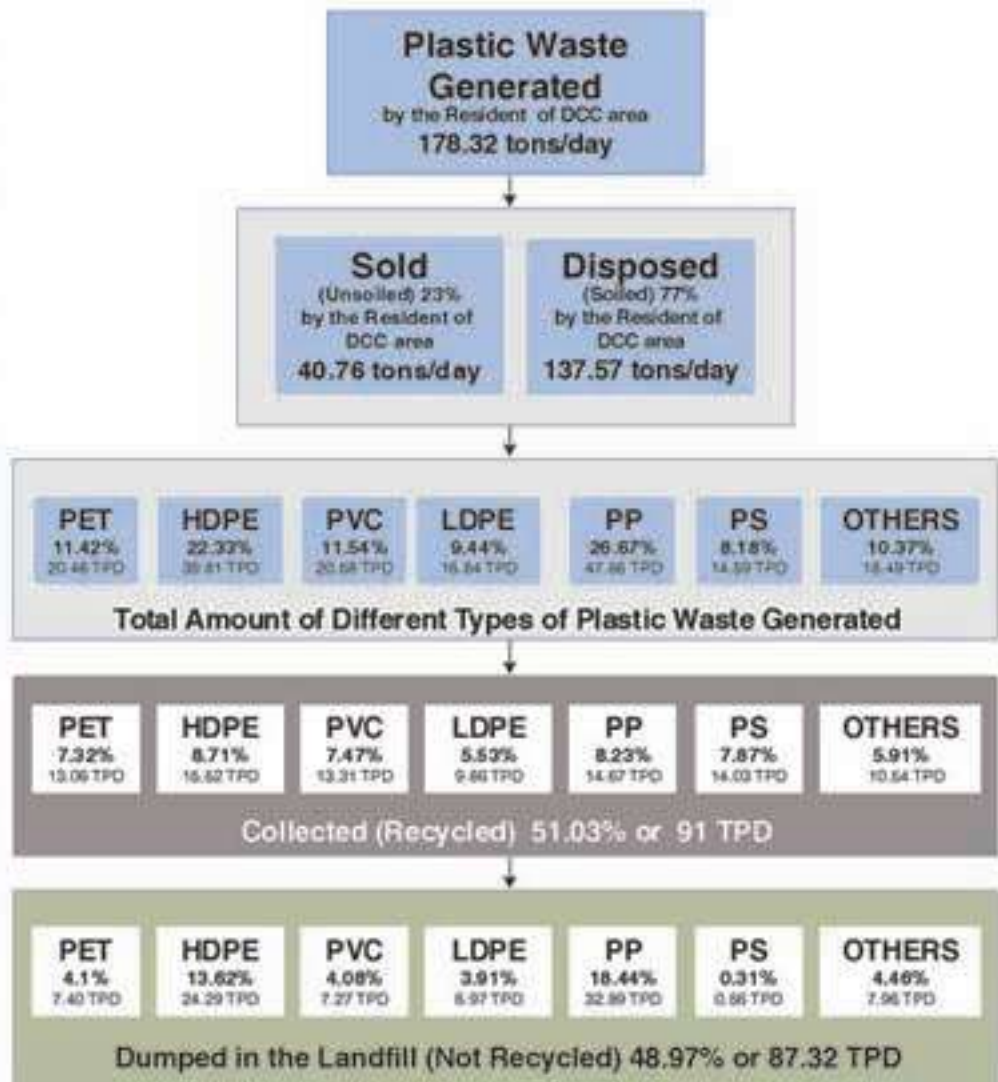 Plastic Waste
Generated
by the Resident of DCC area
178.32 tons/day
Sold
(Unsoiled) 23%
by the Resident of
DCC area
40.76 tons/day
Disposed
(Soiled) 77%
by the Resident of
DCC area
137.57 tons/day
PET
11.42%
20.46 TPD
HDPE
22.33%
39.81 TPD
PVC
11.54%
20.58 TPD
LDPE
9.44%
16.84 TPD
PP
26.67%
47.56 TPD
PS
8.18%
14.59 TPD
OTHERS
10.37%
18.49 TPD
Total Amount of Different Types of Plastic Waste Generated
PET
7.32%
13.06 TPD
HDPE
8.71%
15.52 TPD
PVC
7.47%
13.31 TPD
LDPE
5.53%
9.86 TPD
PP
8.23%
14.67 TPD
PS
7.87%
14.03 TPD
OTHERS
5.91%
10.54 TPD
Collected (Recycled) 51.03% or 91 TPD
PET
4.1%
7.40 TPD
HDPE
13.62%
24.29 TPD
PVC
4.08%
7.27 TPD
LDPE
3.91%
6.97 TPD
PP
18.44%
32.89 TPD
PS
0.31%
0.56 TPD
OTHERS
4.46%
7.96 TPD
Dumped in the Landfill (Not Recycled) 48.97% or 87.32 TPD